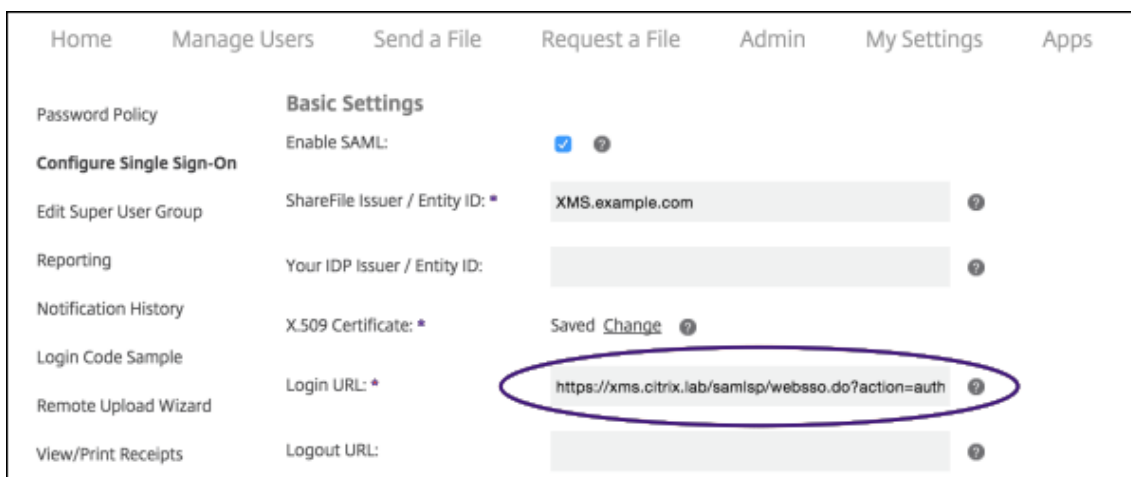 Home Manage Users Send a File Request a File Admin My Settings Apps
Password Policy
Configure Single Sign-On
Edit Super User Group
Reporting
Notification History
Login Code Sample
Remote Upload Wizard
View/Print Receipts
Basic Settings
Enable SAML: ?
ShareFile Issuer / Entity ID: * XMS.example.com ?
Your IDP Issuer / Entity ID: ?
X.509 Certificate: * Saved Change ?
Login URL: * https://xms.citrix.lab/samlsp/websso.do?action=auth ?
Logout URL: ?